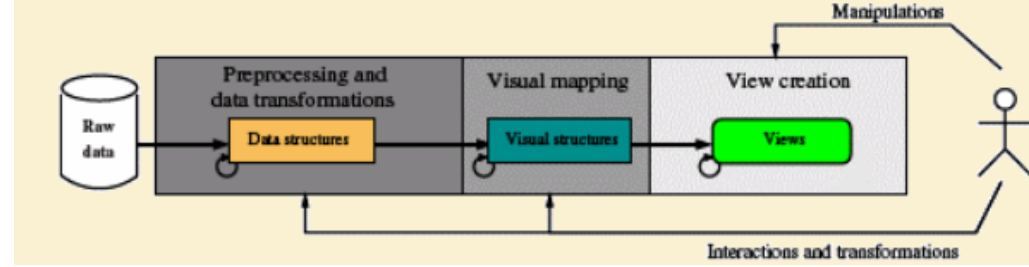 Manipulations
Preprocessing and
data transformations
Visual mapping
View creation
Raw
data
Data structures
Visual structures
Views
Interactions and transformations